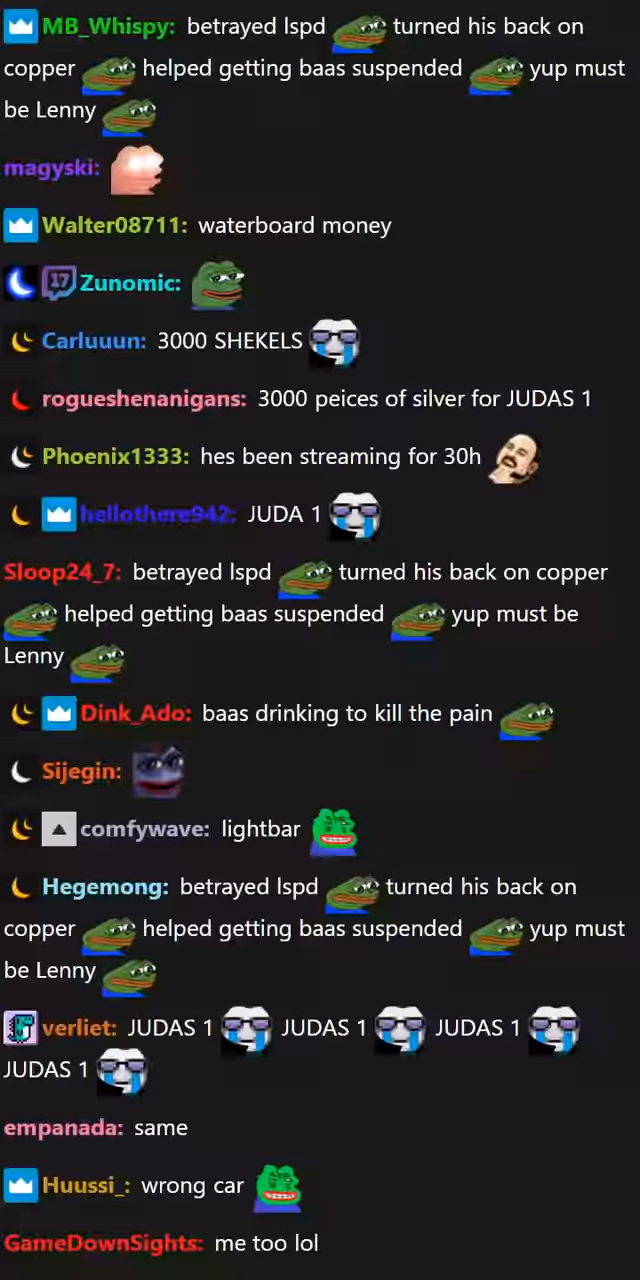 MB_Whispy: betrayed lspd turned his back on
copper helped getting baas suspended yup must
be Lenny
magyski:
Walter08711: waterboard money
17 Zunomic:
Carluuun: 3000 SHEKELS
rogueshenanigans: 3000 peices of silver for JUDAS 1
Phoenix1333: hes been streaming for 30h
hellothere942: JUDA 1
Sloop24_7: betrayed lspd turned his back on copper
helped getting baas suspended yup must be
Lenny
Dink_Ado: baas drinking to kill the pain
Sijegin:
comfywave: lightbar
Hegemong: betrayed lspd turned his back on
copper helped getting baas suspended yup must
be Lenny
verliet: JUDAS 1 JUDAS 1 JUDAS 1
JUDAS 1
empanada: same
Huussi_: wrong car
GameDownSights: me too lol